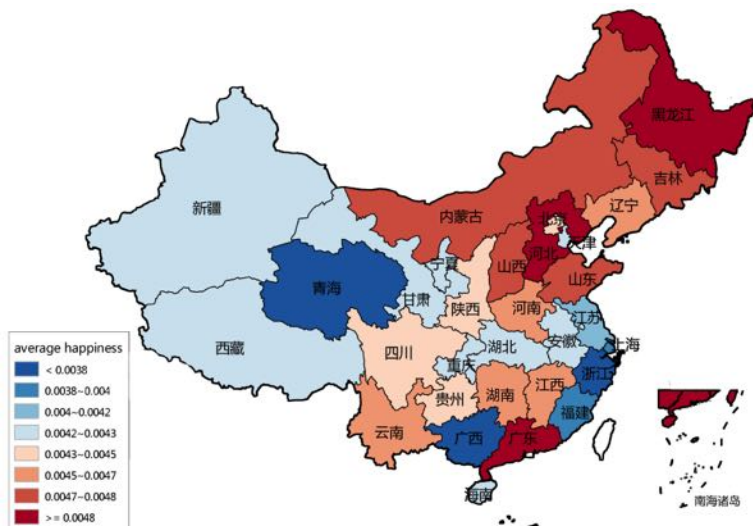 黑龙江
吉林
辽宁
新疆
内蒙古
北京
天津
河北
山西
山东
宁夏
青海
甘肃
陕西
河南
江苏
西藏
四川
重庆
湖北
安徽
上海
浙江
贵州
湖南
江西
福建
云南
广西
广东
海南
南海诸岛
average happiness
< 0.0038
0.0038~0.004
0.004~0.0042
0.0042~0.0043
0.0043~0.0045
0.0045~0.0047
0.0047~0.0048
>= 0.0048